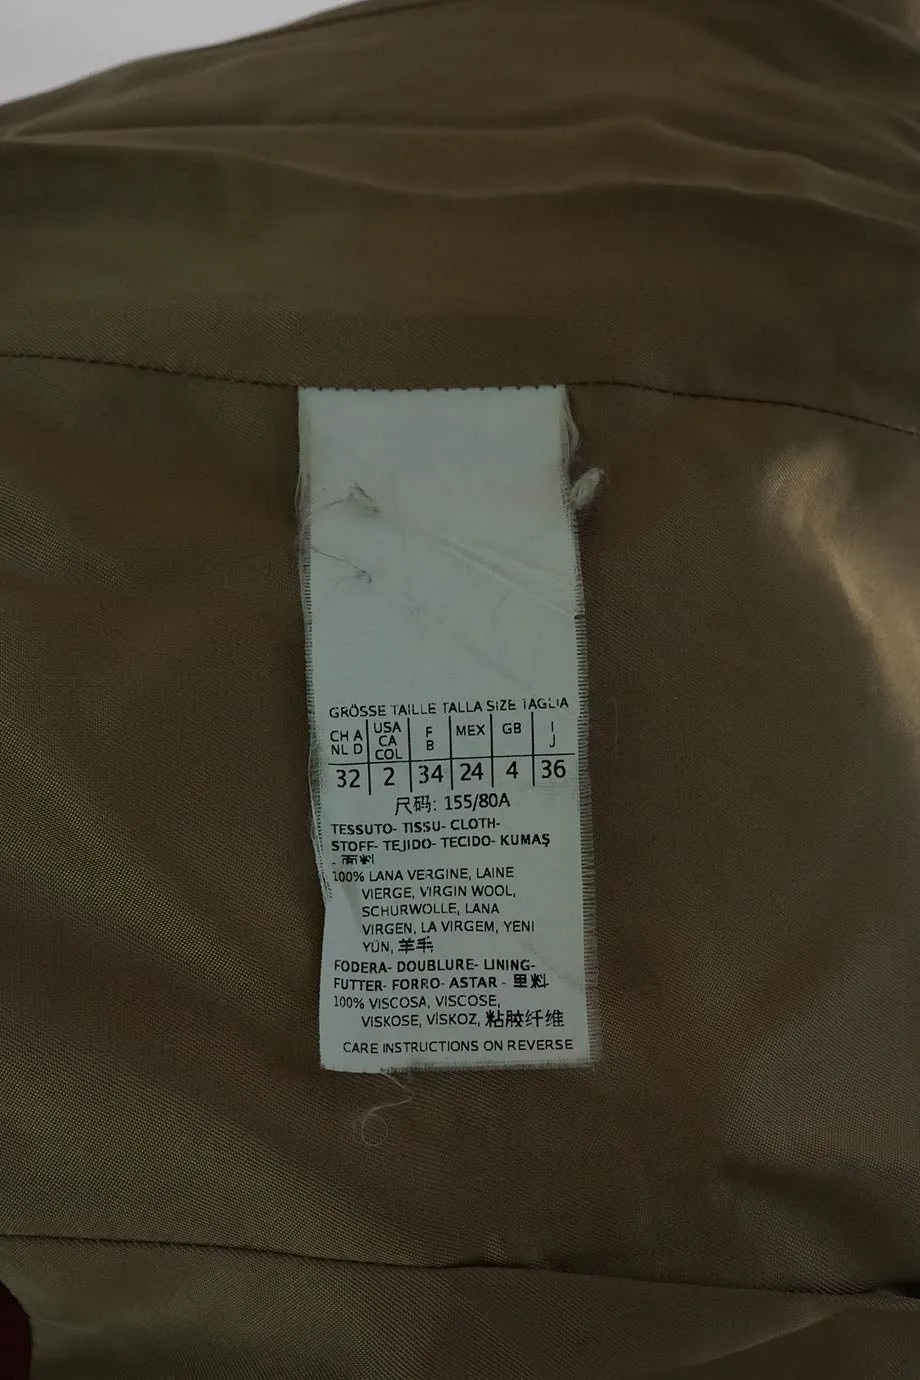 GRÖSSE TAILLE TALLA SIZE TAGLIA
CH A NL D USA CA COL F B MEX GB I J
32 2 34 24 4 36
尺码: 155/80A
TESSUTO- TISSU- CLOTH-
STOFF- TEJIDO- TECIDO- KUMAŞ
- 面料
100% LANA VERGINE, LAINE
VIERGE, VIRGIN WOOL,
SCHURWOLLE, LANA
VIRGEN, LA VIRGEM, YENI
YÜN, 羊毛
FODERA- DOUBLURE- LINING-
FUTTER- FORRO- ASTAR - 里料
100% VISCOSA, VISCOSE,
VISKOSE, VİSKOZ, 粘胶纤维
CARE INSTRUCTIONS ON REVERSE